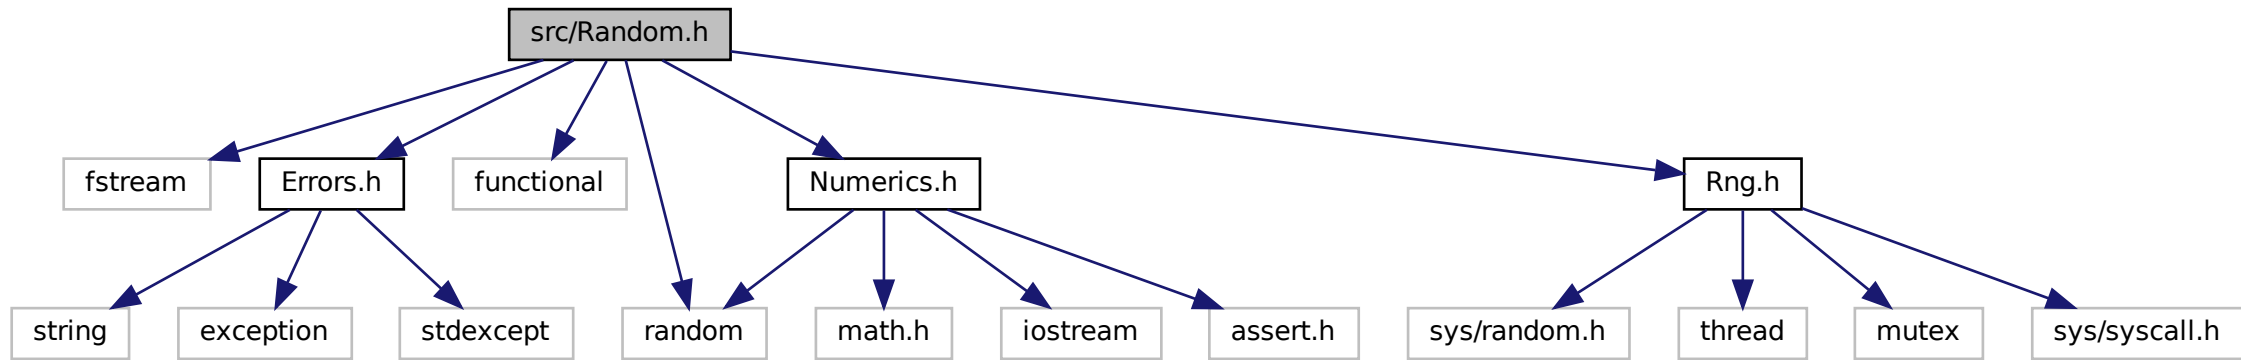 src/Random.h
fstream
Errors.h
functional
Numerics.h
Rng.h
string
exception
stdexcept
random
math.h
iostream
assert.h
sys/random.h
thread
mutex
sys/syscall.h